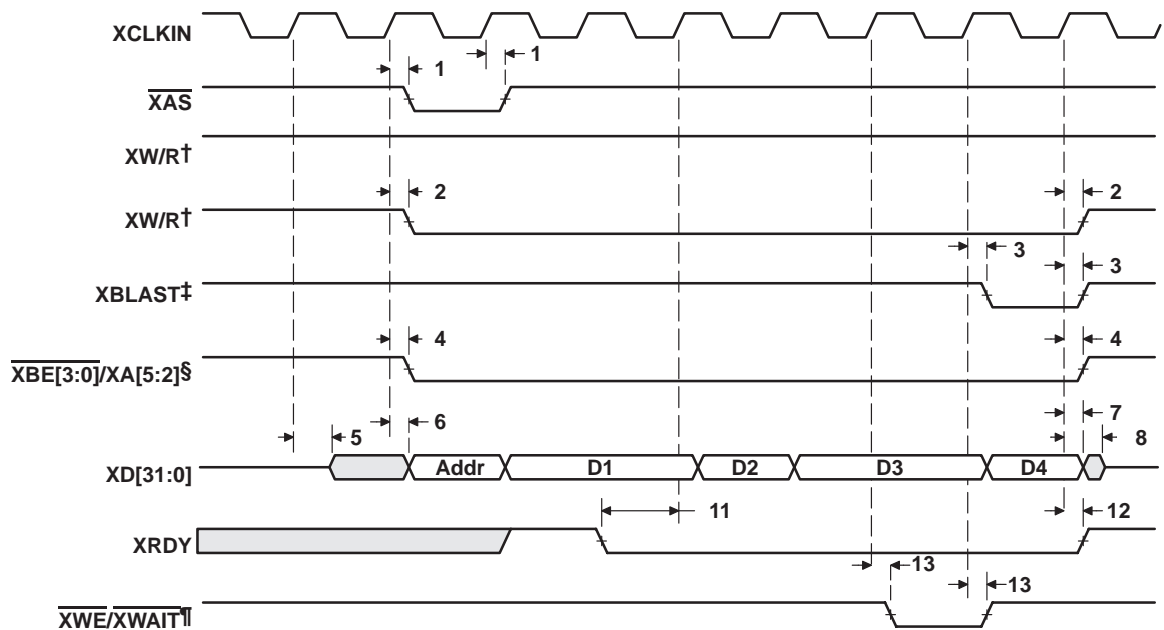 XCLKIN
1
1
XAS
XW/R†
2
2
XW/R†
3
3
XBLAST‡
4
4
XBE[3:0]/XA[5:2]§
6
7
5
8
XD[31:0]
Addr
D1
D2
D3
D4
11
12
XRDY
13
13
XWE/XWAIT¶